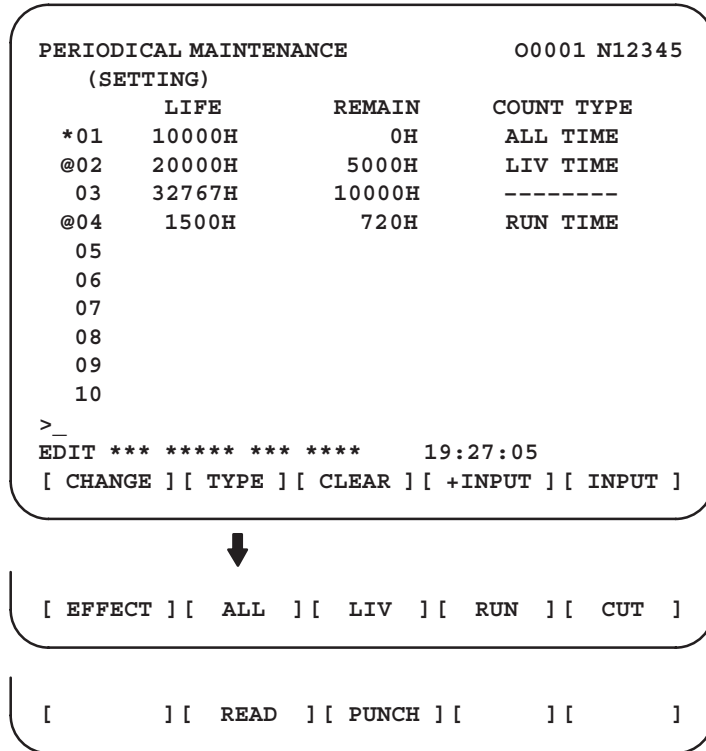 PERIODICAL MAINTENANCE O0001 N12345
(SETTING)
LIFE REMAIN COUNT TYPE
*01 10000H 0H ALL TIME
@02 20000H 5000H LIV TIME
03 32767H 10000H --------
@04 1500H 720H RUN TIME
05
06
07
08
09
10
>_
EDIT *** ***** *** **** 19:27:05
[ CHANGE ][ TYPE ][ CLEAR ][ +INPUT ][ INPUT ]
[ EFFECT ][ ALL ][ LIV ][ RUN ][ CUT ]
[ ][ READ ][ PUNCH ][ ][ ]